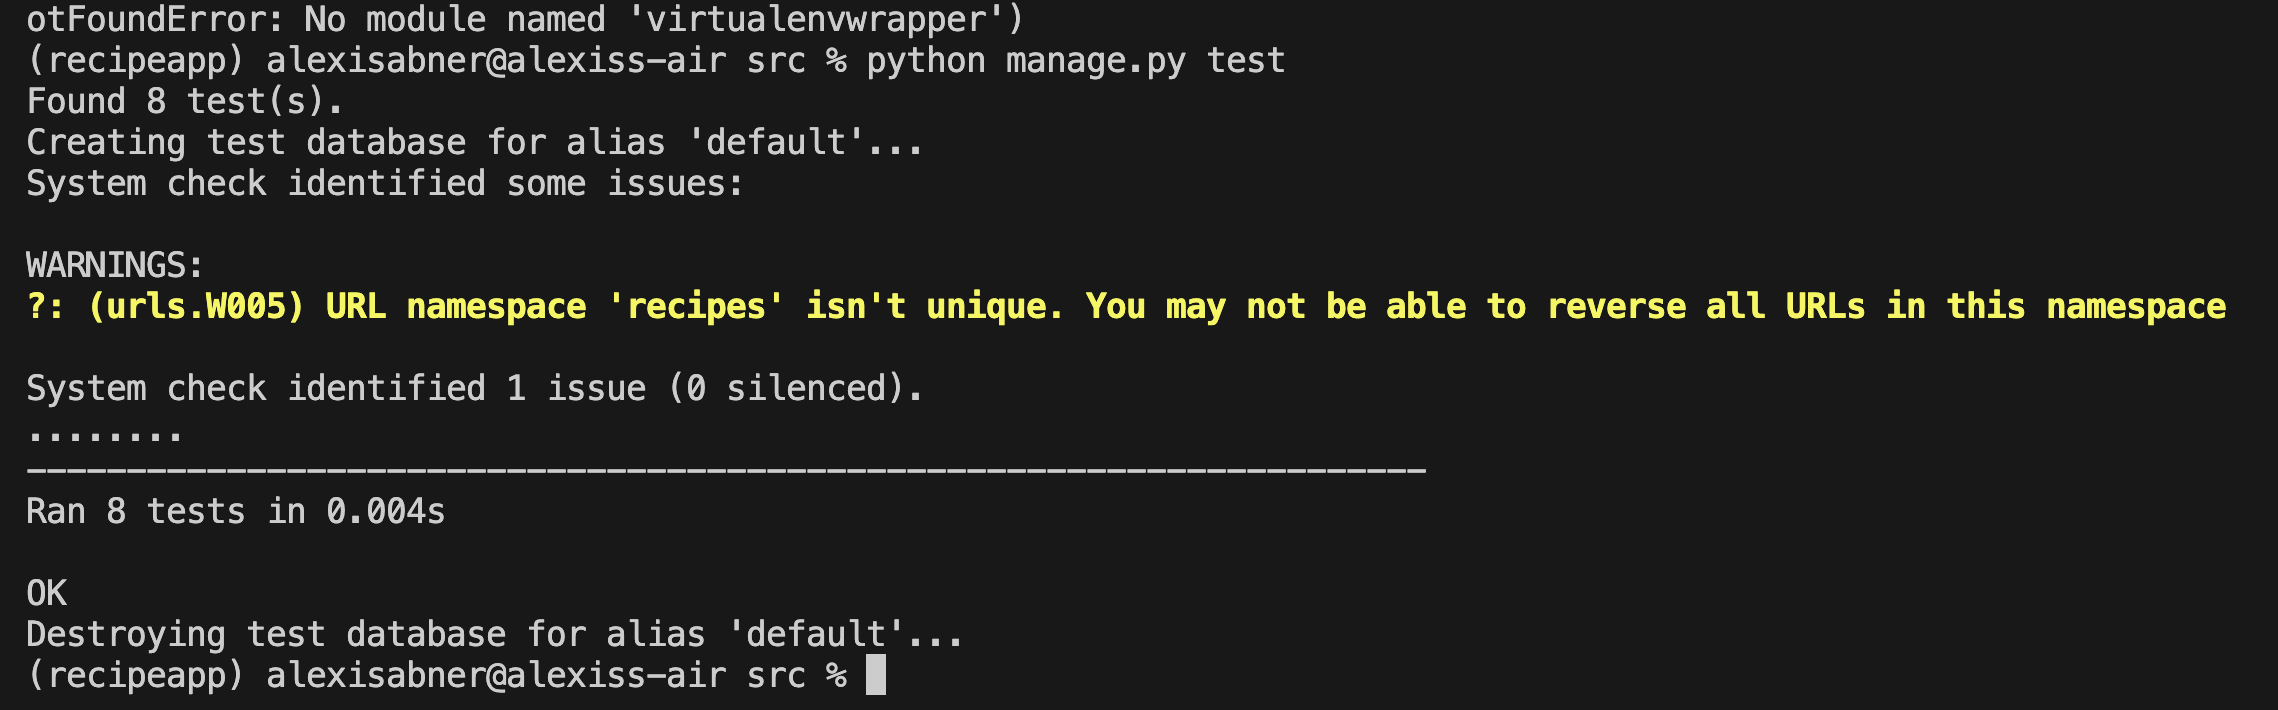 otFoundError: No module named 'virtualenvwrapper')
(recipeapp) alexisabner@alexiss-air src % python manage.py test
Found 8 test(s).
Creating test database for alias 'default'...
System check identified some issues:
WARNINGS:
?: (urls.W005) URL namespace 'recipes' isn't unique. You may not be able to reverse all URLs in this namespace
System check identified 1 issue (0 silenced).
........
----------------------------------------------------------------------
Ran 8 tests in 0.004s
OK
Destroying test database for alias 'default'...
(recipeapp) alexisabner@alexiss-air src %